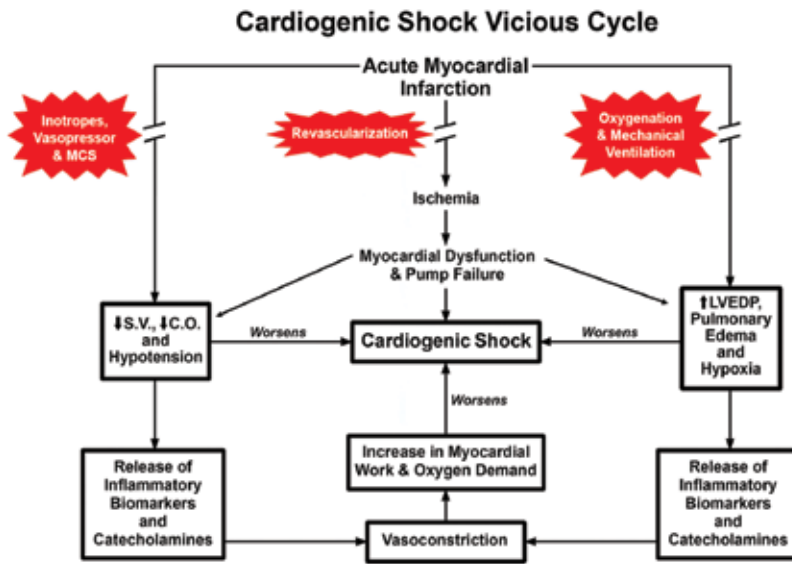 Cardiogenic Shock Vicious Cycle
Acute Myocardial
Infarction
Inotropes,
Vasopressor
& MCS
Revascularization
Oxygenation
& Mechanical
Ventilation
Ischemia
Myocardial Dysfunction
& Pump Failure
⬇S.V., ⬇C.O.
and
Hypotension
Worsens
Cardiogenic Shock
Worsens
⬆LVEDP,
Pulmonary
Edema
and
Hypoxia
Worsens
Release of
Inflammatory
Biomarkers
and
Catecholamines
Increase in Myocardial
Work & Oxygen Demand
Release of
Inflammatory
Biomarkers
and
Catecholamines
Vasoconstriction